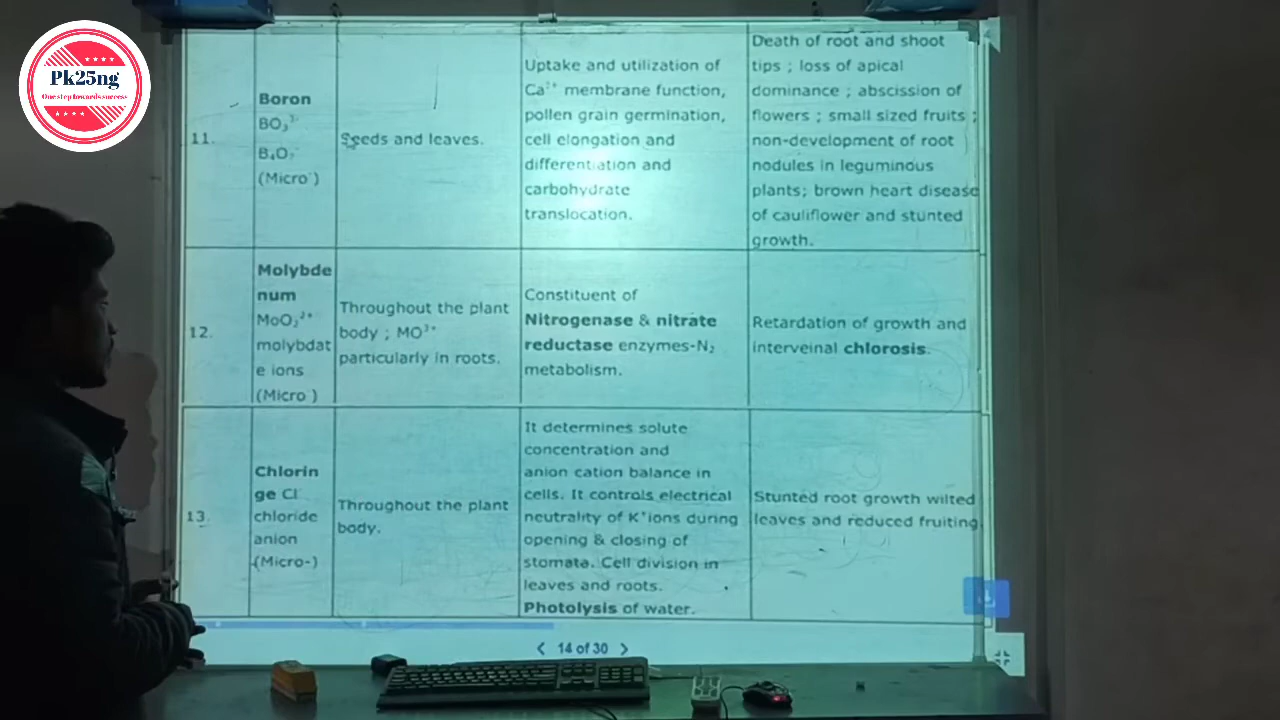 Pk25ng
One step towards success
11.
Boron
BO₃³⁻
B₄O₇
(Micro⁻)
Seeds and leaves.
Uptake and utilization of
Ca²⁺ membrane function,
pollen grain germination,
cell elongation and
differentiation and
carbohydrate
translocation.
Death of root and shoot
tips ; loss of apical
dominance ; abscission of
flowers ; small sized fruits ;
non-development of root
nodules in leguminous
plants; brown heart disease
of cauliflower and stunted
growth.
12.
Molybde
num
MoO₂²⁺
molybdat
e ions
(Micro )
Throughout the plant
body ; MO³⁺
particularly in roots.
Constituent of
Nitrogenase & nitrate
reductase enzymes-N₂
metabolism.
Retardation of growth and
interveinal chlorosis.
13.
Chlorin
ge Cl⁻
chloride
anion
(Micro-)
Throughout the plant
body.
It determines solute
concentration and
anion cation balance in
cells. It controls electrical
neutrality of K⁺ions during
opening & closing of
stomata. Cell division in
leaves and roots.
Photolysis of water.
Stunted root growth wilted
leaves and reduced fruiting.
14 of 30